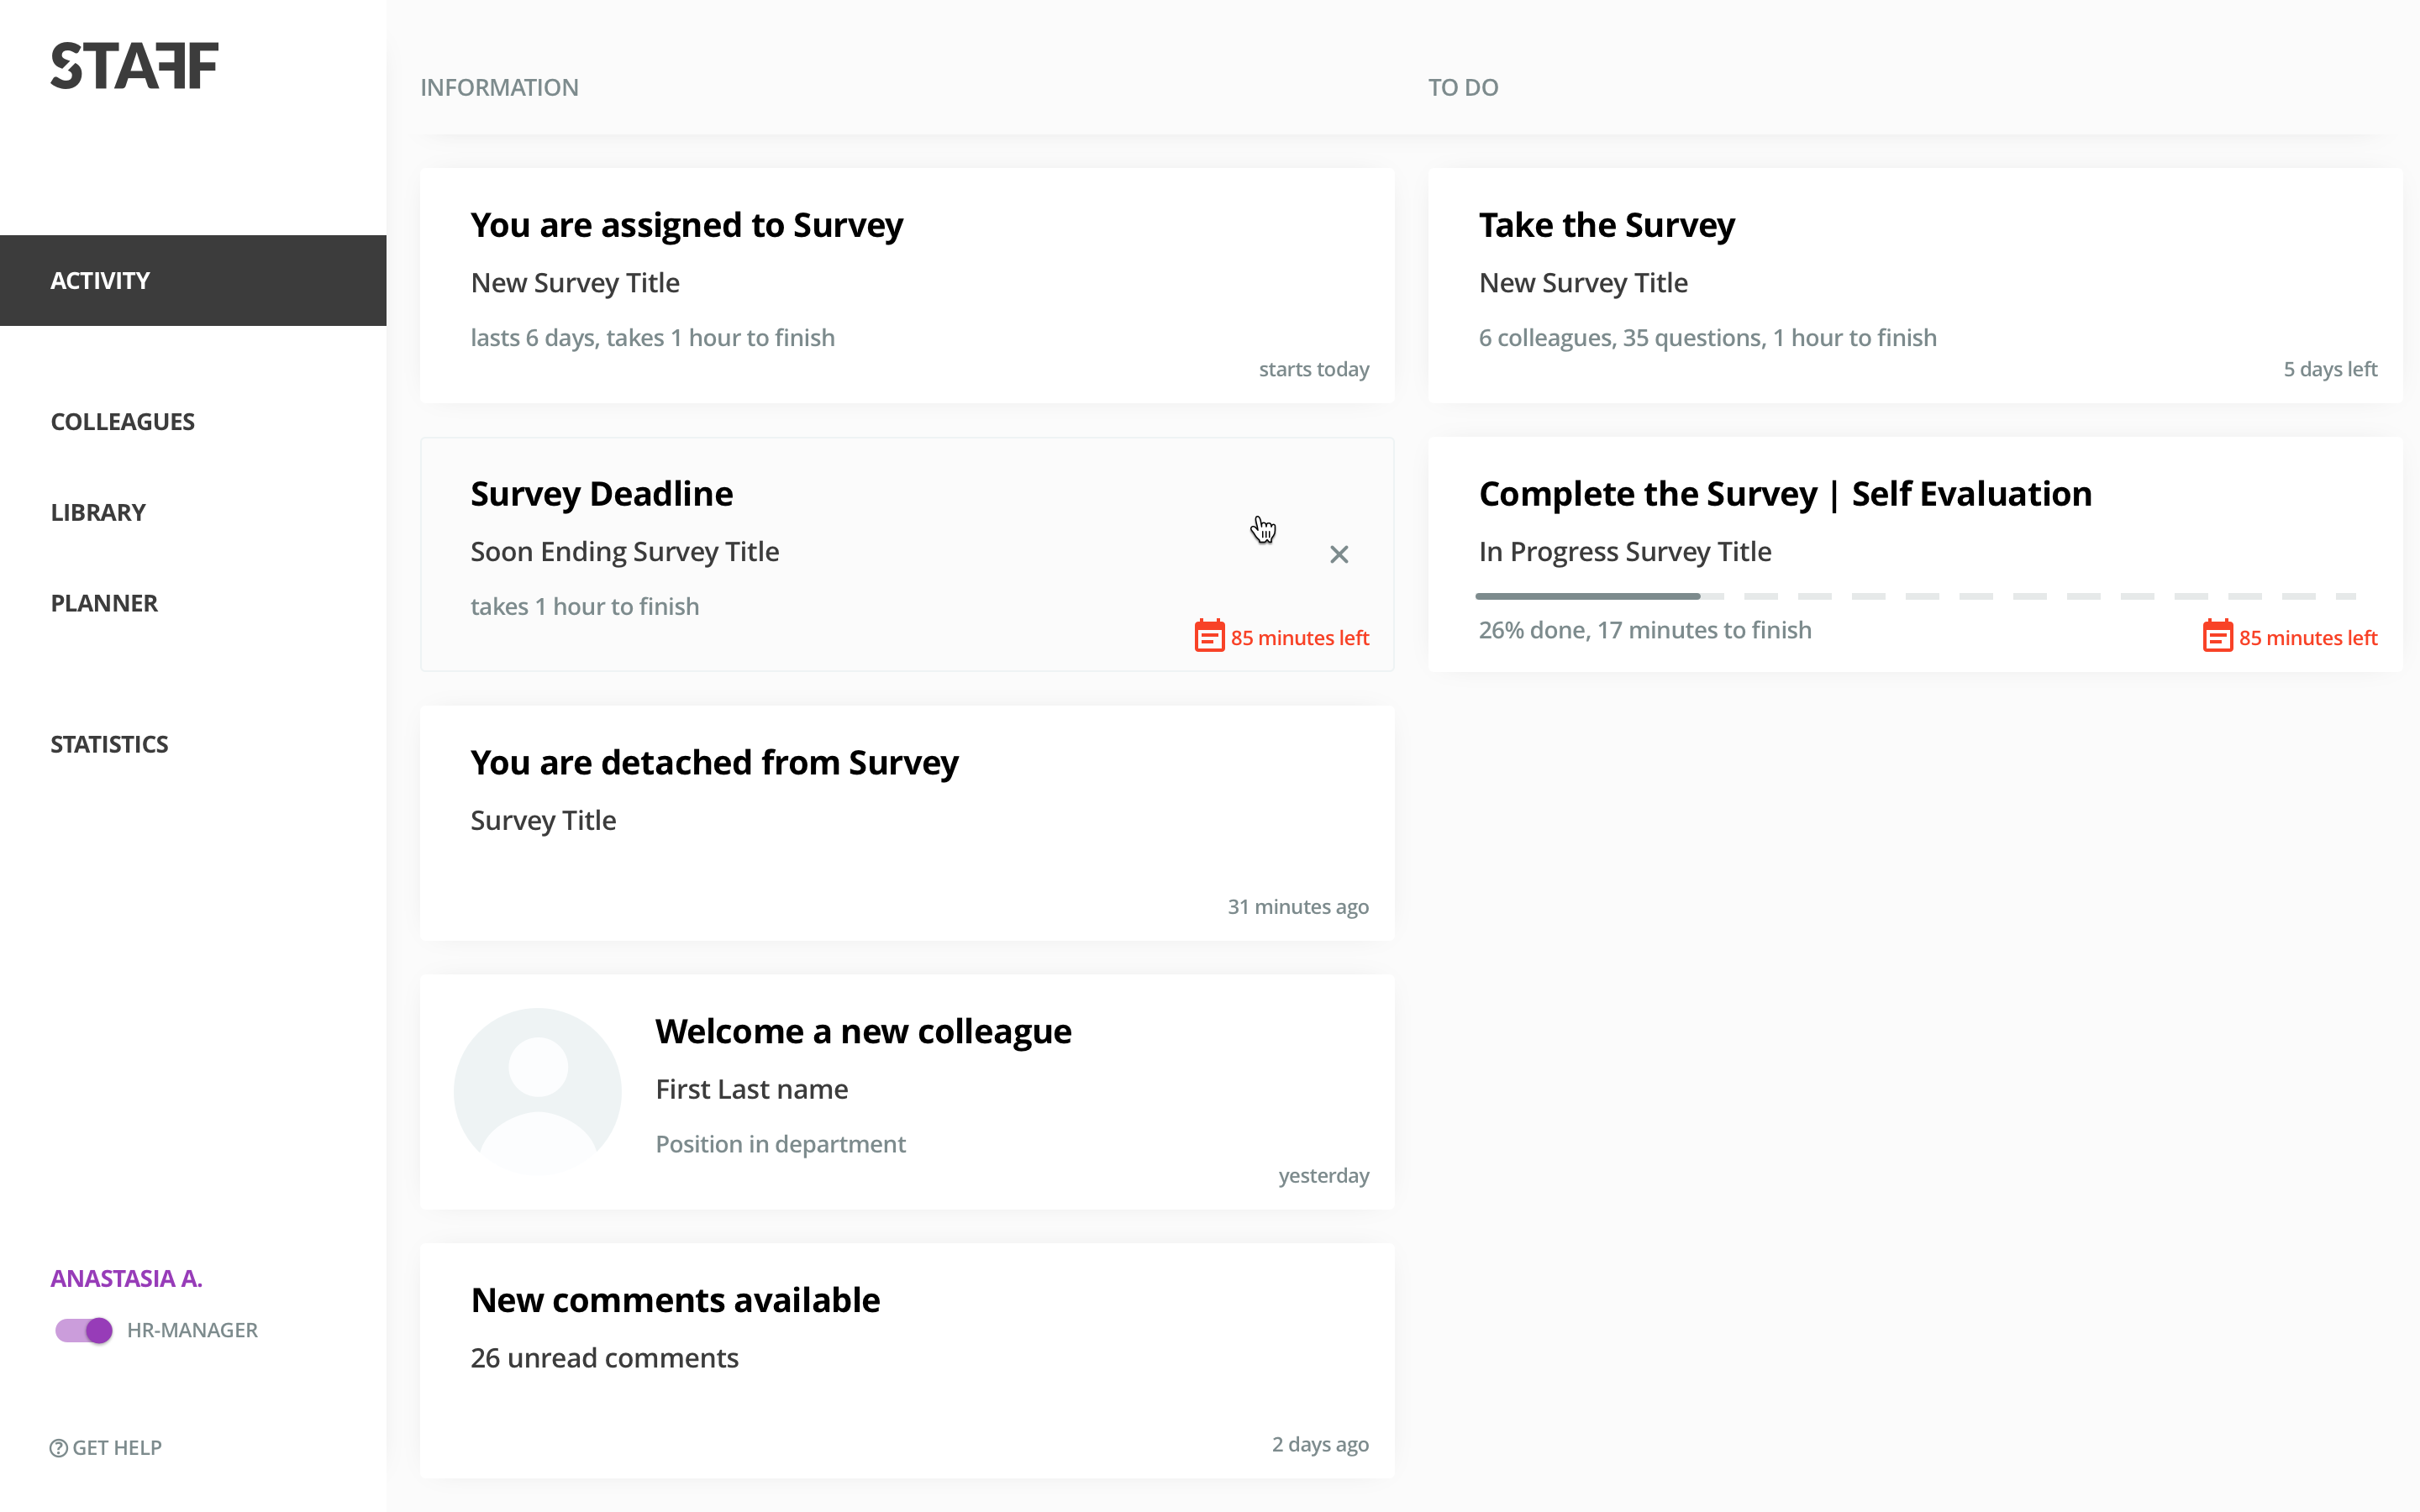 STAFF
ACTIVITY
COLLEAGUES
LIBRARY
PLANNER
STATISTICS
ANASTASIA A.
HR-MANAGER
GET HELP
INFORMATION
You are assigned to Survey
New Survey Title
lasts 6 days, takes 1 hour to finish
starts today
Survey Deadline
Soon Ending Survey Title
takes 1 hour to finish
85 minutes left
You are detached from Survey
Survey Title
31 minutes ago
Welcome a new colleague
First Last name
Position in department
yesterday
New comments available
26 unread comments
2 days ago
TO DO
Take the Survey
New Survey Title
6 colleagues, 35 questions, 1 hour to finish
5 days left
Complete the Survey | Self Evaluation
In Progress Survey Title
26% done, 17 minutes to finish
85 minutes left